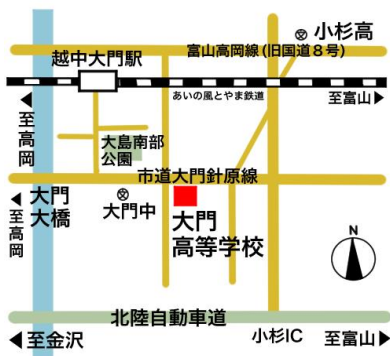 小杉高
富山高岡線(旧国道8号)
越中大門駅
あいの風とやま鉄道
至高岡
至富山
大島南部
公園
市道大門針原線
大門
大橋
大門中
至高岡
大門
高等学校
N
北陸自動車道
至金沢
小杉IC
至富山